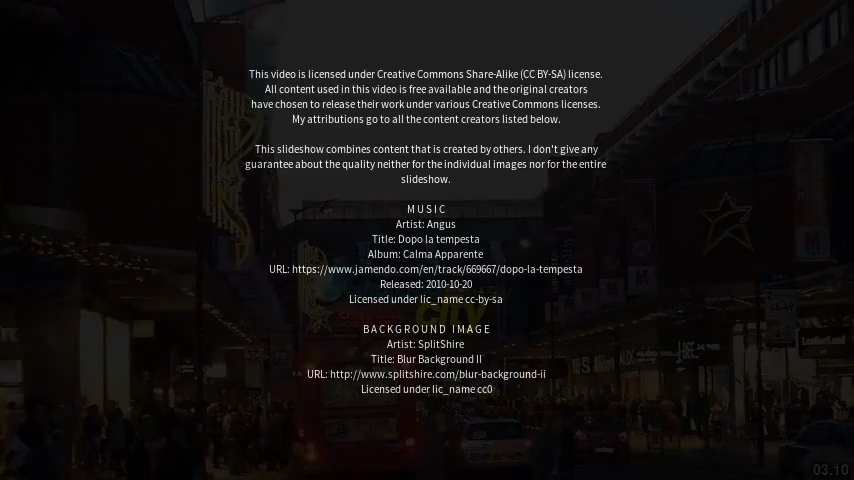 This video is licensed under Creative Commons Share-Alike (CC BY-SA) license.
All content used in this video is free available and the original creators
have chosen to release their work under various Creative Commons licenses.
My attributions go to all the content creators listed below.
This slideshow combines content that is created by others. I don't give any
guarantee about the quality neither for the individual images nor for the entire
slideshow.
MUSIC
Artist: Angus
Title: Dopo la tempesta
Album: Calma Apparente
URL: https://www.jamendo.com/en/track/669667/dopo-la-tempesta
Released: 2010-10-20
Licensed under lic_name cc-by-sa
city
BACKGROUND IMAGE
Artist: SplitShire
Title: Blur Background II
URL: http://www.splitshire.com/blur-background-ii
Licensed under lic_name cc0
03.10